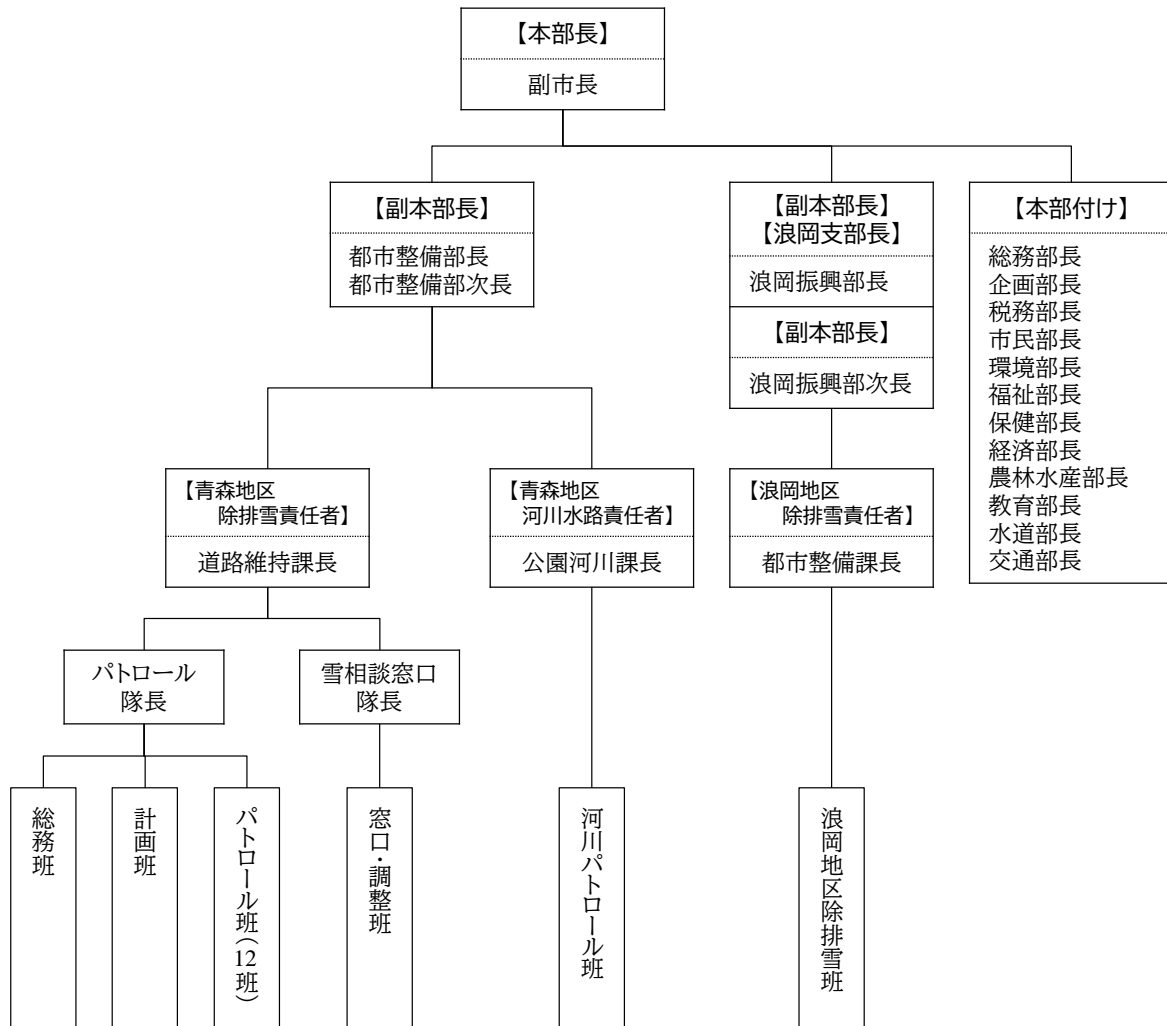 【本部長】
副市長
【副本部長】
都市整備部長
都市整備部次長
【副本部長】
【浪岡支部長】
浪岡振興部長
【副本部長】
浪岡振興部次長
【本部付け】
総務部長
企画部長
税務部長
市民部長
環境部長
福祉部長
保健部長
経済部長
農林水産部長
教育部長
水道部長
交通部長
【青森地区
除排雪責任者】
道路維持課長
【青森地区
河川水路責任者】
公園河川課長
【浪岡地区
除排雪責任者】
都市整備課長
パトロール
隊長
雪相談窓口
隊長
総務班
計画班
パトロール班（12班）
窓口・調整班
河川パトロール班
浪岡地区除排雪班